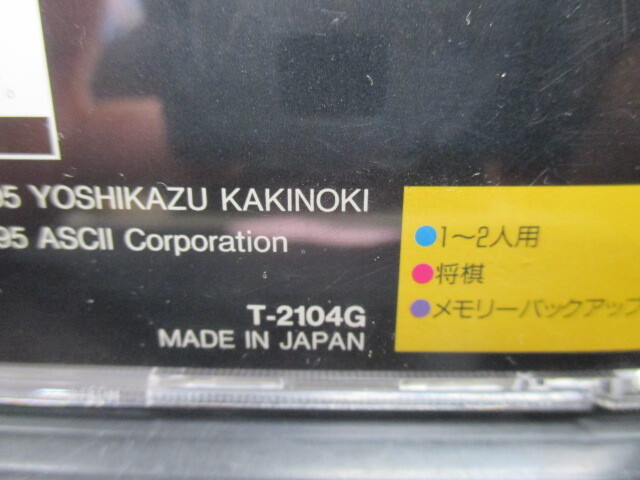 95 YOSHIKAZU KAKINOKI
95 ASCII Corporation
T-2104G
MADE IN JAPAN
●1～2人用
●将棋
●メモリーバックアップ